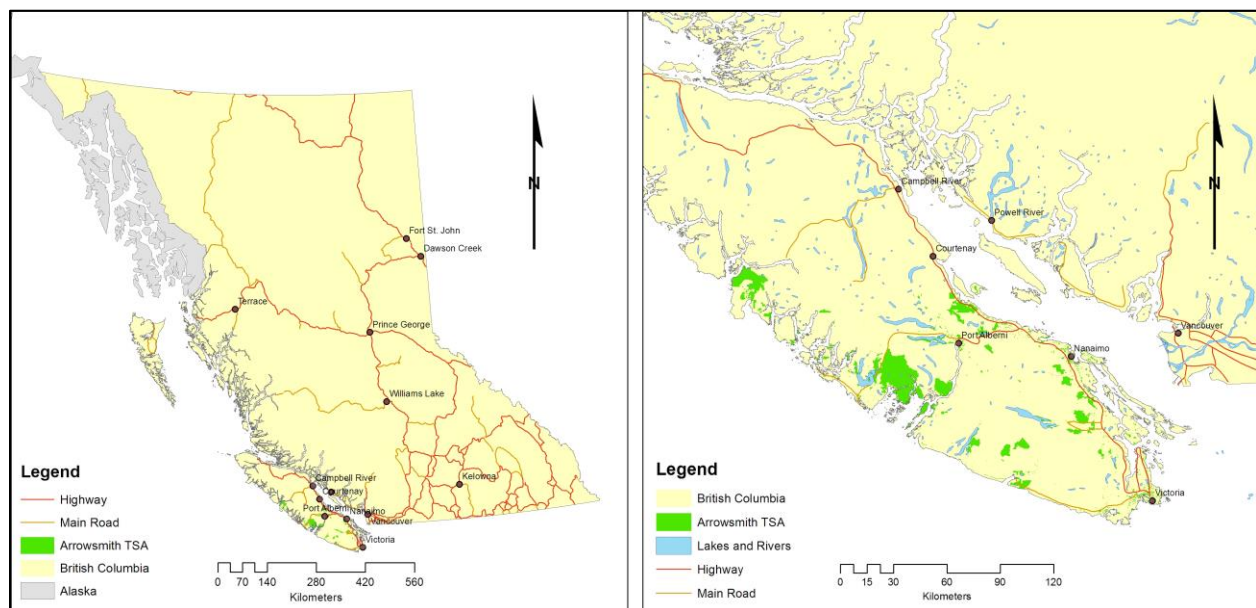 N
Fort St. John
Dawson Creek
Terrace
Prince George
Williams Lake
Kelowna
Campbell River
Courtenay
Port Alberni
Nanaimo
Vancouver
Victoria
Legend
Highway
Main Road
Arrowsmith TSA
British Columbia
Alaska
0 70 140 280 420 560
Kilometers
N
Campbell River
Powell River
Courtenay
Vancouver
Port Alberni
Nanaimo
Victoria
Legend
British Columbia
Arrowsmith TSA
Lakes and Rivers
Highway
Main Road
0 15 30 60 90 120
Kilometers